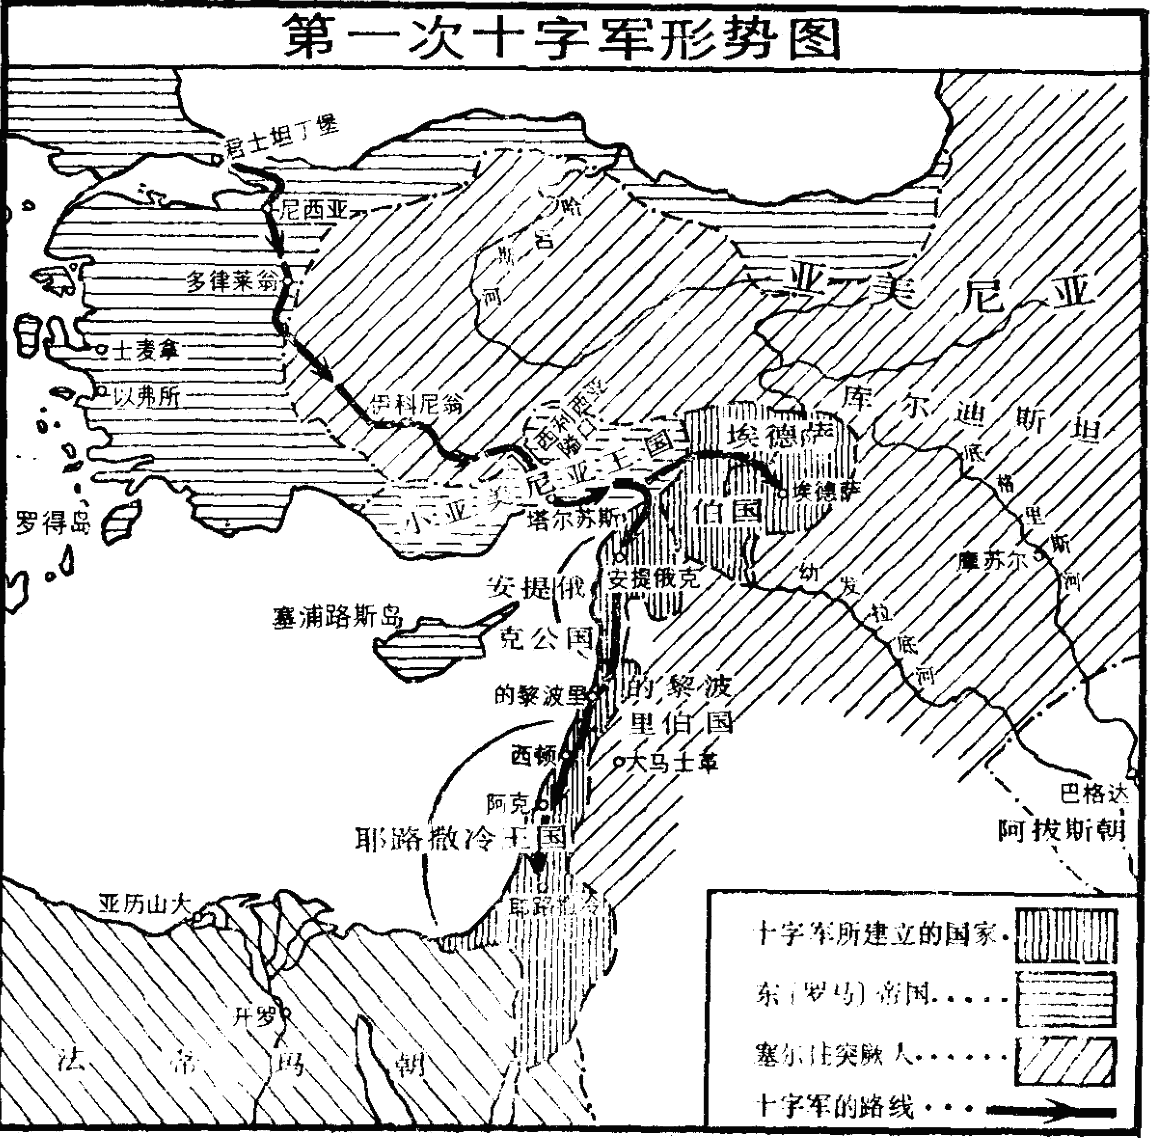 第一次十字军形势图
君士坦丁堡
尼西亚
多律莱翁
士麦拿
以弗所
哈
吕
斯
河
亚美尼亚
伊科尼翁
西利西亚
隘口
库尔迪斯坦
埃德萨
伯国
埃德萨
小亚美尼亚王国
塔尔苏斯
罗得岛
底格里斯河
摩苏尔
安提俄克
安提俄
克公国
幼发拉底河
塞浦路斯岛
的黎波里
的黎波
里伯国
西顿
大马士革
阿克
耶路撒冷王国
耶路撒冷
巴格达
阿拔斯朝
亚历山大
开罗
法蒂玛朝
十字军所建立的国家
东(罗马)帝国
塞尔柱突厥人
十字军的路线